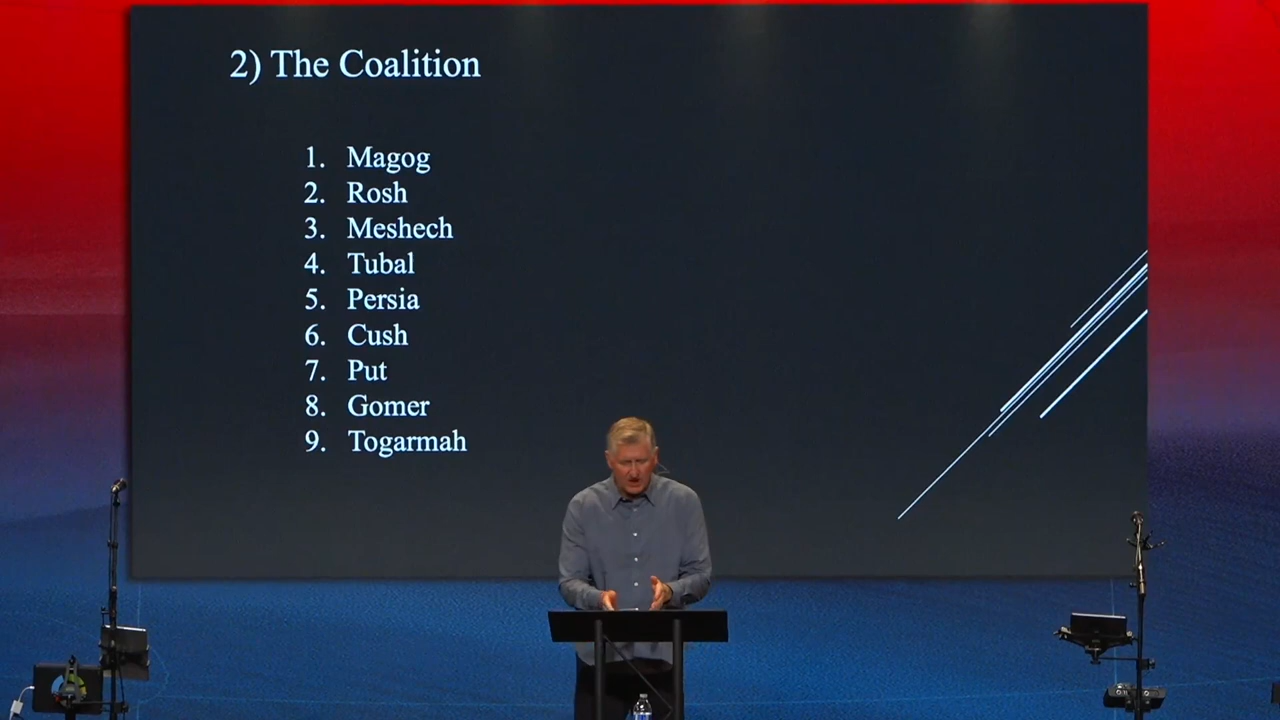 2) The Coalition
1. Magog
2. Rosh
3. Meshech
4. Tubal
5. Persia
6. Cush
7. Put
8. Gomer
9. Togarmah